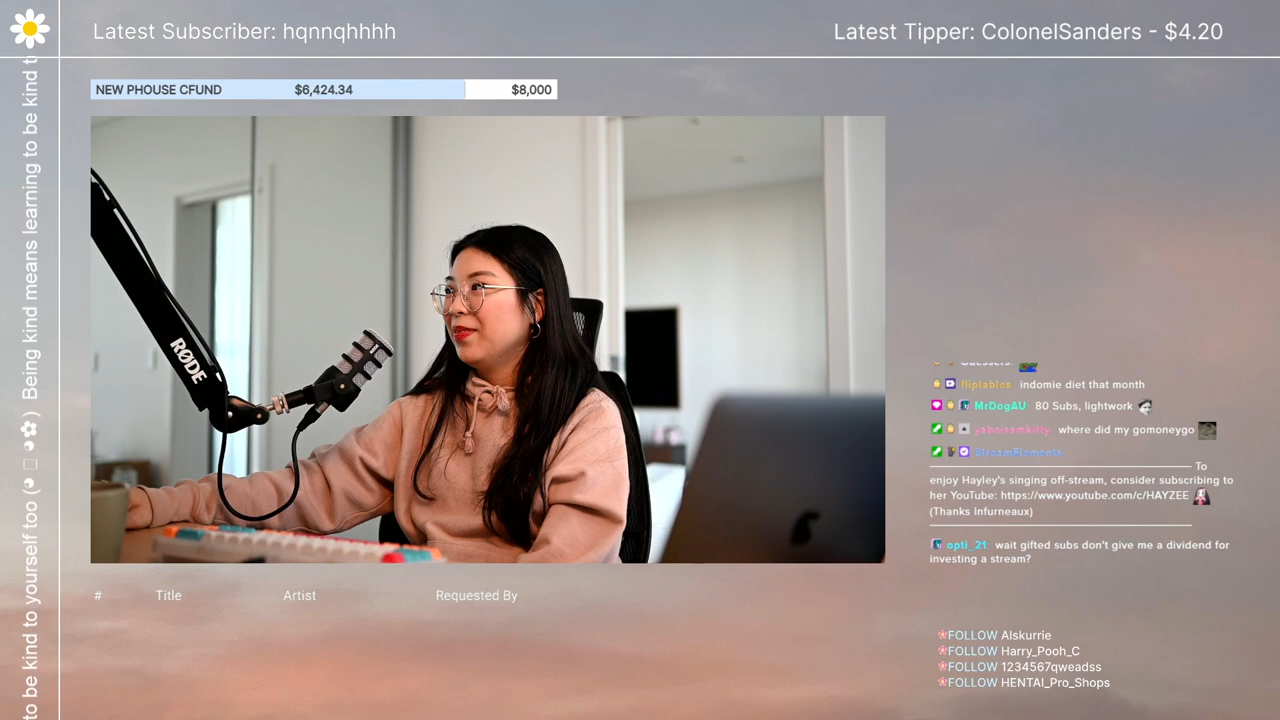 Latest Subscriber: hqnnqhhhh
Latest Tipper: ColonelSanders - $4.20
NEW PHOUSE CFUND $6,424.34 $8,000
to be kind to yourself too (◕ □ ◕✿) Being kind means learning to be kind t
RØDE
fliptables indomie diet that month
MrDogAU: 80 Subs, lightwork
where did my gomoneygo
StreamElements
To
enjoy Hayley's singing off-stream, consider subscribing to
her YouTube: https://www.youtube.com/c/HAYZEE
(Thanks Infurneaux)
opti_21: wait gifted subs don't give me a dividend for
investing a stream?
# Title Artist Requested By
FOLLOW Alskurrie
FOLLOW Harry_Pooh_C
FOLLOW 1234567qweadss
FOLLOW HENTAI_Pro_Shops